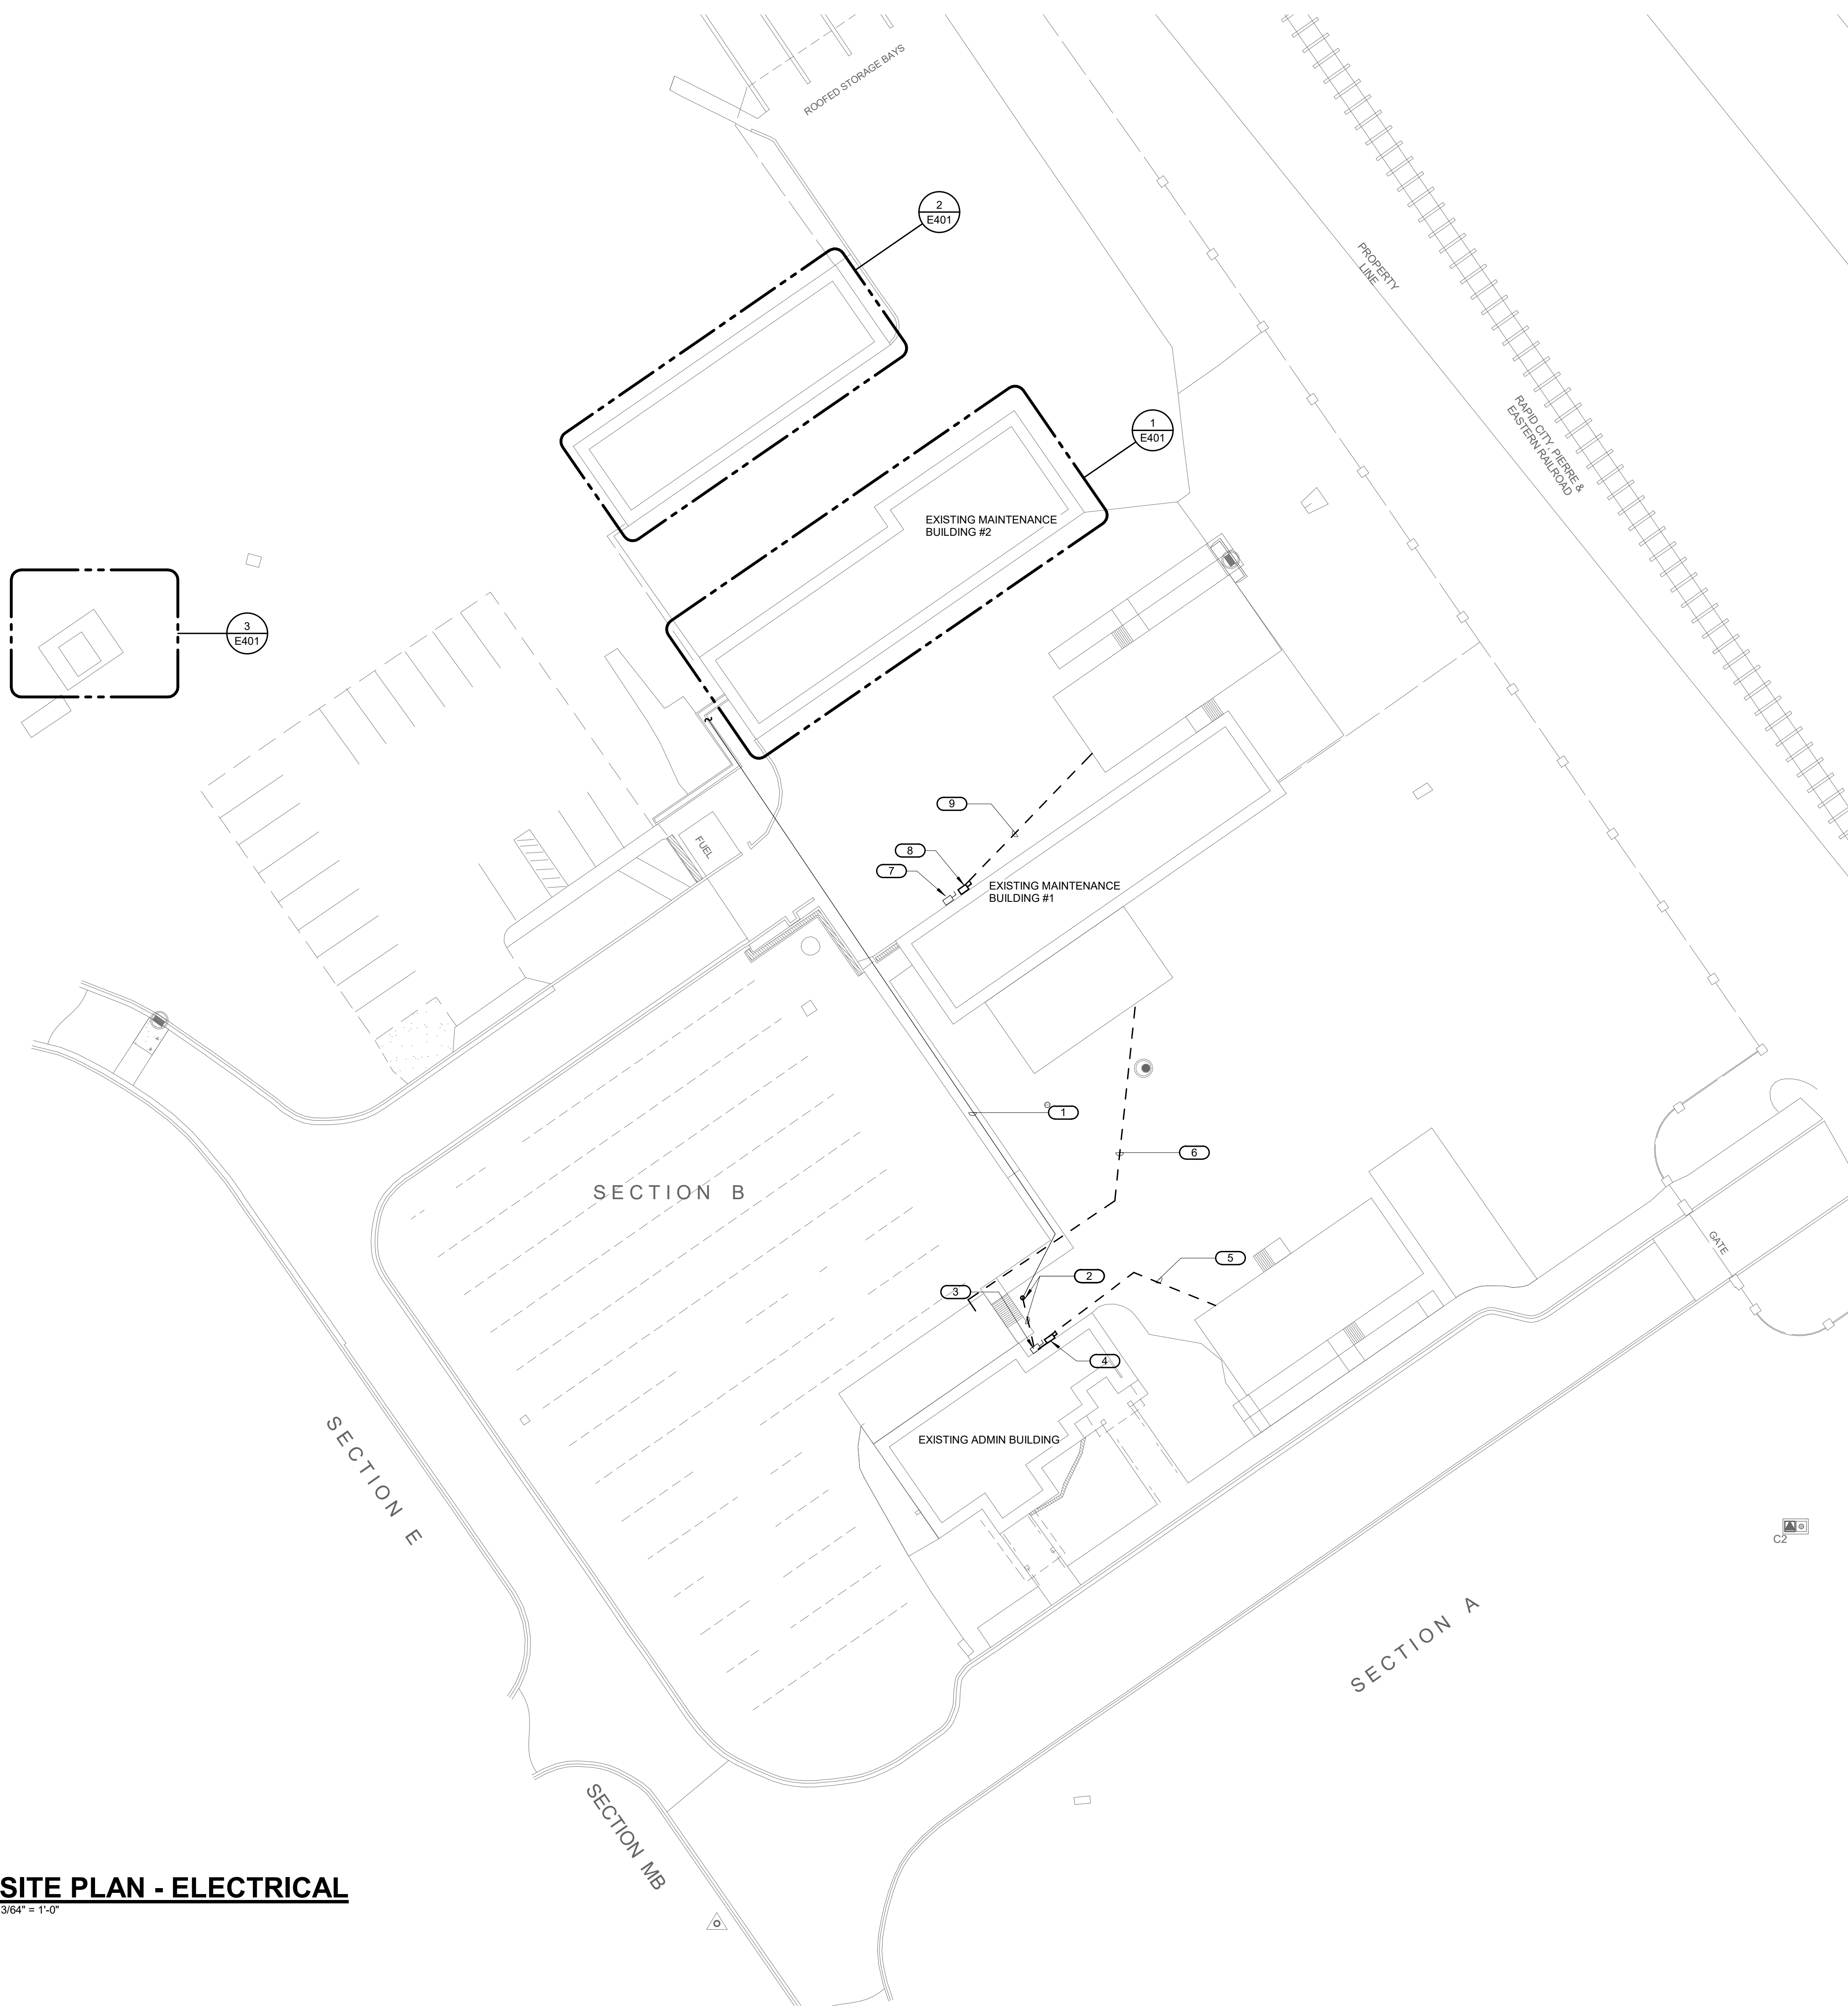 ROOFED STORAGE BAYS
2
E401
PROPERTY
LINE
1
E401
RAPID CITY, PIERRE &
EASTERN RAILROAD
EXISTING MAINTENANCE
BUILDING #2
3
E401
9
FUEL
8
7
EXISTING MAINTENANCE
BUILDING #1
1
6
SECTION B
GATE
5
2
3
4
EXISTING ADMIN BUILDING
SECTION E
C2
SECTION A
SECTION MB
SITE PLAN - ELECTRICAL
3/64" = 1'-0"